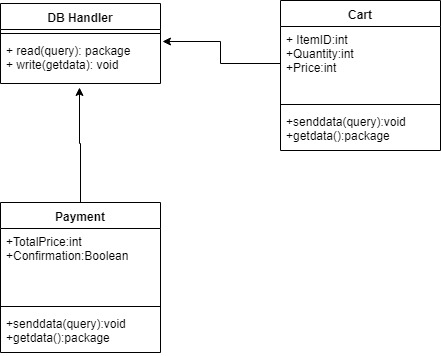 DB Handler
+ read(query): package
+ write(getdata): void
Cart
+ ItemID:int
+Quantity:int
+Price:int
+senddata(query):void
+getdata():package
Payment
+TotalPrice:int
+Confirmation:Boolean
+senddata(query):void
+getdata():package